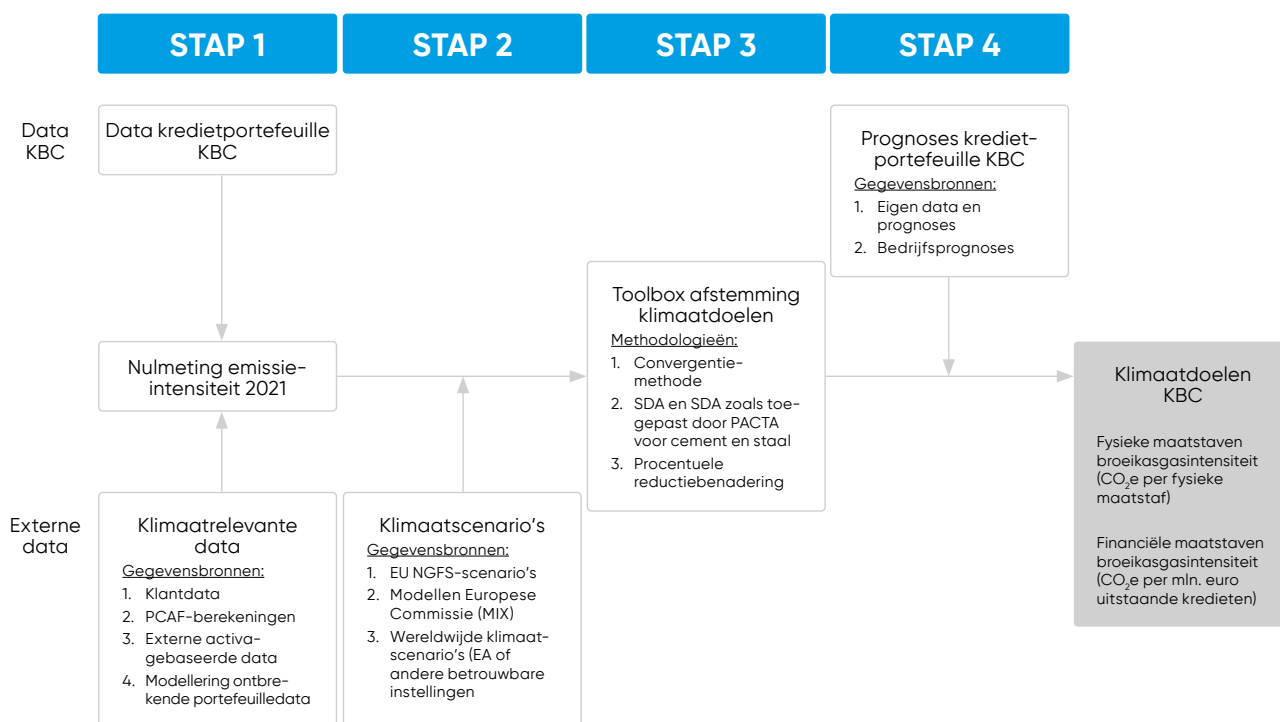 STAP 1
STAP 2
STAP 3
STAP 4
Data
KBC
Data kredietportefeuille
KBC
Prognoses krediet-
portefeuille KBC
Gegevensbronnen:
1. Eigen data en
prognoses
2. Bedrijfsprognoses
Toolbox afstemming
klimaatdoelen
Methodologieën:
1. Convergentie-
methode
2. SDA en SDA zoals toe-
gepast door PACTA
voor cement en staal
3. Procentuele
reductiebenadering
Nulmeting emissie-
intensiteit 2021
Klimaatdoelen
KBC
Fysieke maatstaven
broeikasgasintensiteit
(CO₂e per fysieke
maatstaf)
Financiële maatstaven
broeikasgasintensiteit
(CO₂e per mln. euro
uitstaande kredieten)
Externe
data
Klimaatrelevante
data
Gegevensbronnen:
1. Klantdata
2. PCAF-berekeningen
3. Externe activa-
gebaseerde data
4. Modellering ontbre-
kende portefeuilledata
Klimaatscenario's
Gegevensbronnen:
1. EU NGFS-scenario's
2. Modellen Europese
Commissie (MIX)
3. Wereldwijde klimaat-
scenario's (EA of
andere betrouwbare
instellingen